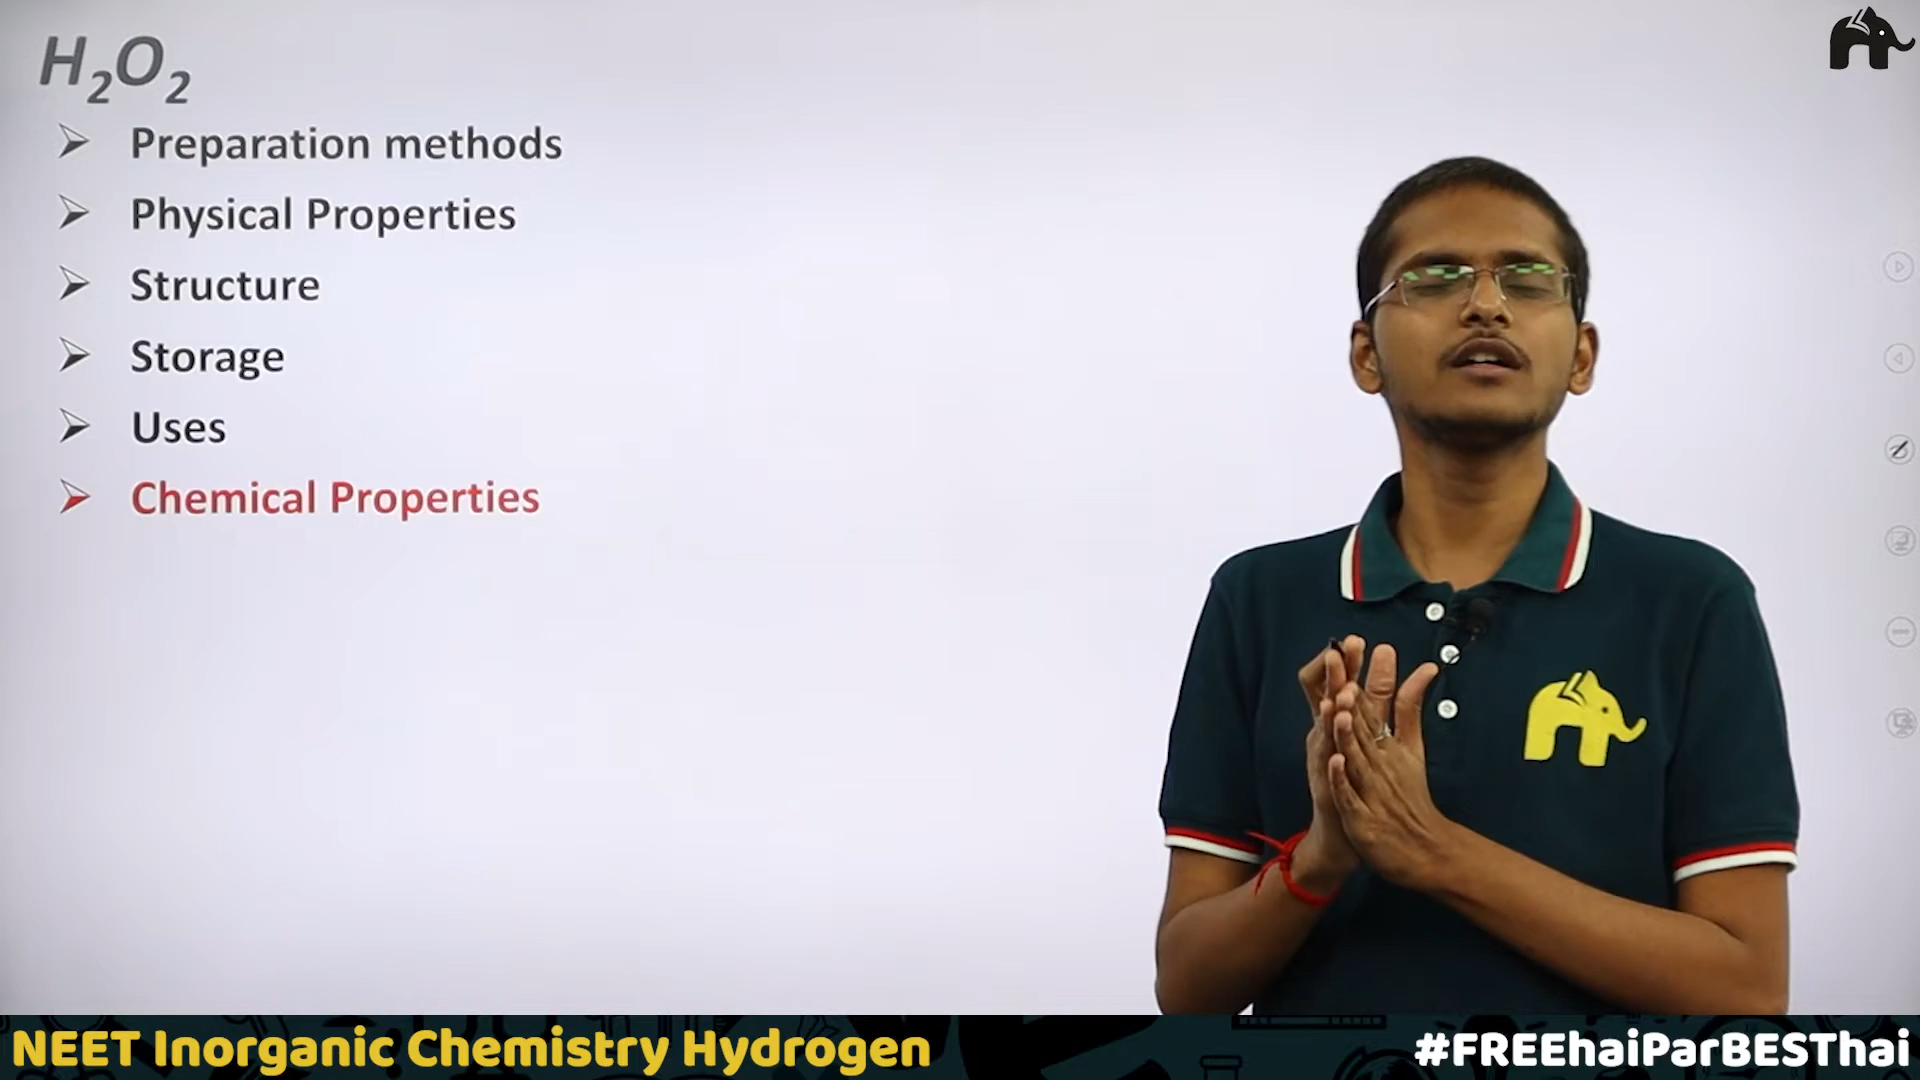 H₂O₂
➢ Preparation methods
➢ Physical Properties
➢ Structure
➢ Storage
➢ Uses
➢ Chemical Properties
NEET Inorganic Chemistry Hydrogen
#FREEhaiParBESThai